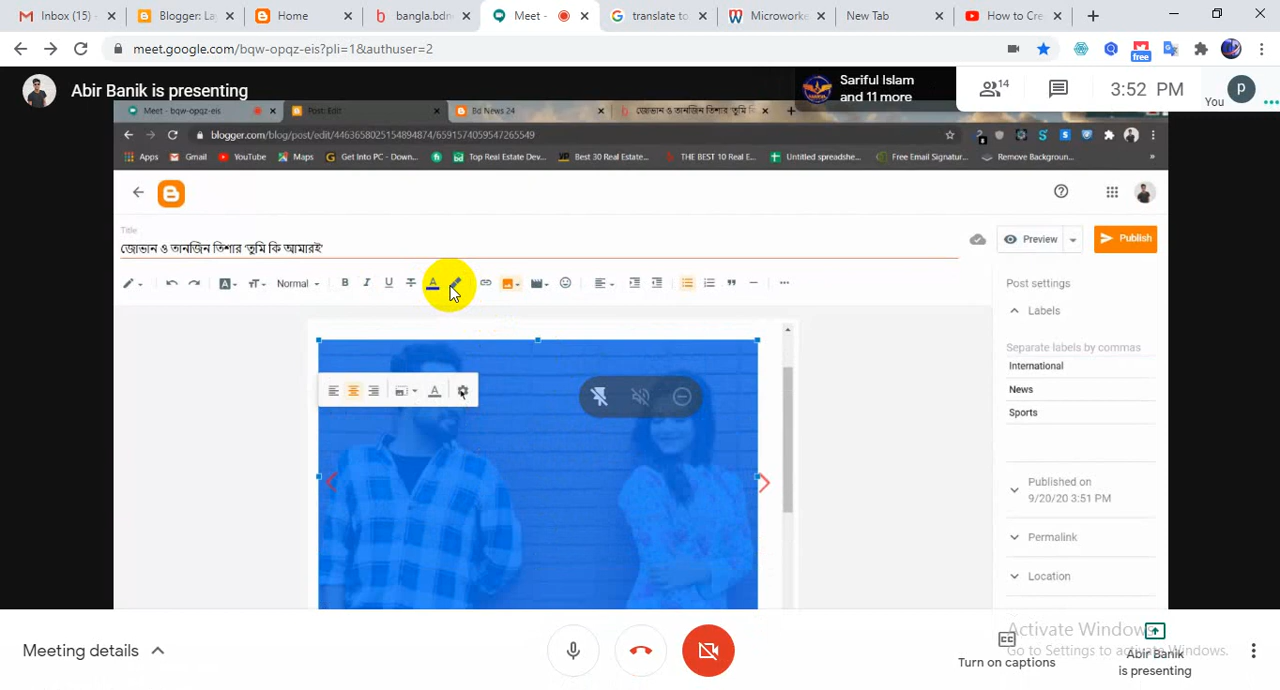 Inbox (15) -
Blogger: La
Home
bangla.bdn
Meet -
translate to
Microworke
New Tab
How to Cre
meet.google.com/bqw-opqz-eis?pli=1&authuser=2
free
Abir Banik is presenting
Sariful Islam
and 11 more
14
3:52 PM
You
P
Meet - bqw-opqz-eis
Post: Edit
Bd News 24
জোভান ও তানজিন তিশার 'তুমি কি
blogger.com/blog/post/edit/4463658025154894874/6591574059547265549
Apps
Gmail
YouTube
Maps
Get Into PC - Down...
Top Real Estate Dev...
Best 30 Real Estate...
THE BEST 10 Real E...
Untitled spreadshe...
Free Email Signatur...
Remove Backgroun...
Title
জোভান ও তানজিন তিশার 'তুমি কি আমারই'
Preview
Publish
Normal
Post settings
Labels
Separate labels by commas
International
News
Sports
Published on
9/20/20 3:51 PM
Permalink
Location
Activate Windows
Go to Settings to activate Windows.
Meeting details
Turn on captions
Abir Banik
is presenting